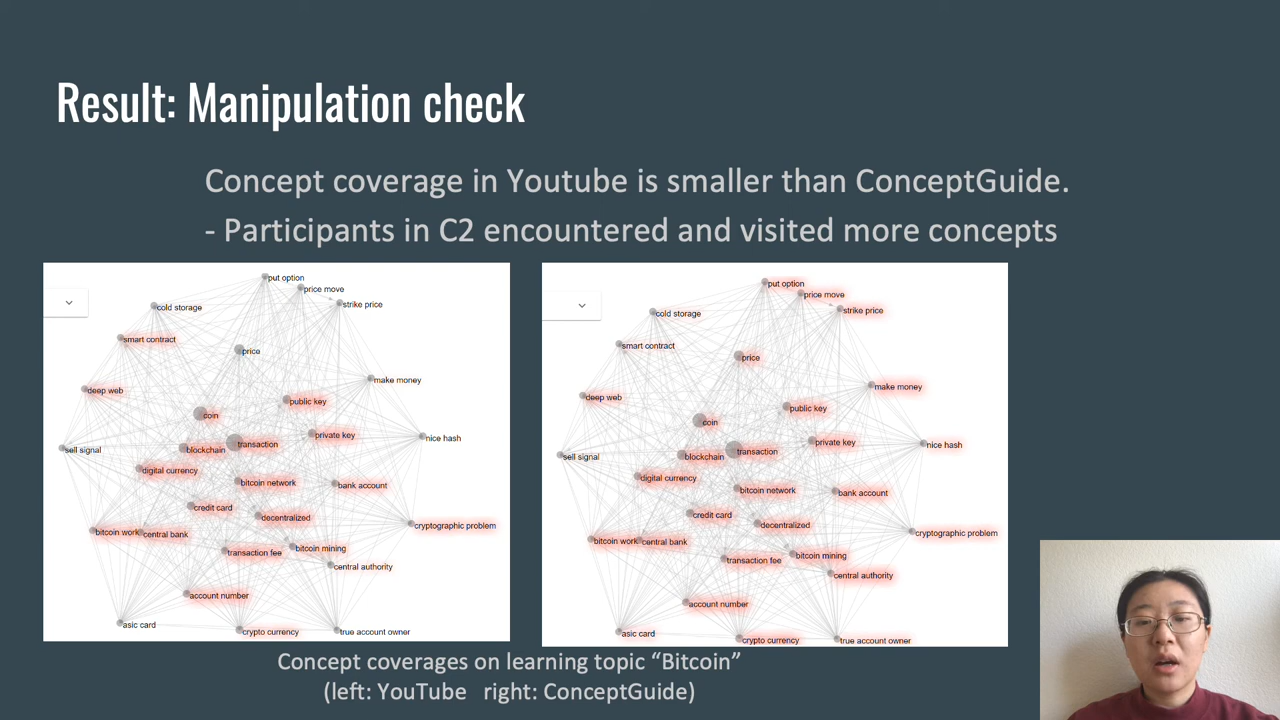 Result: Manipulation check
Concept coverage in Youtube is smaller than ConceptGuide.
- Participants in C2 encountered and visited more concepts
put option
price move
cold storage
strike price
smart contract
price
make money
deep web
public key
coin
private key
nice hash
transaction
sell signal
blockchain
digital currency
bitcoin network
bank account
credit card
decentralized
cryptographic problem
bitcoin work
central bank
bitcoin mining
transaction fee
central authority
account number
asic card
crypto currency
true account owner
put option
price move
cold storage
strike price
smart contract
price
make money
deep web
public key
coin
private key
nice hash
transaction
sell signal
blockchain
digital currency
bitcoin network
bank account
credit card
decentralized
cryptographic problem
bitcoin work
central bank
bitcoin mining
transaction fee
central authority
account number
asic card
crypto currency
true account owner
Concept coverages on learning topic “Bitcoin”
(left: YouTube right: ConceptGuide)